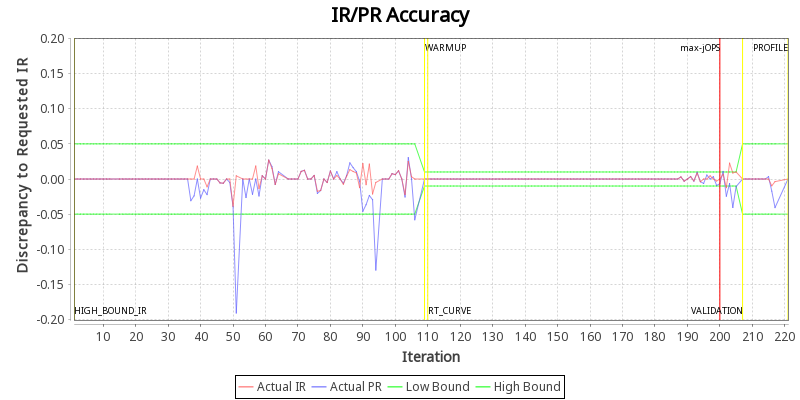 IR/PR Accuracy
Discrepancy to Requested IR
0.20
0.15
0.10
0.05
0.00
-0.05
-0.10
-0.15
-0.20
WARMUP
max-jOPS
PROFILE
HIGH_BOUND_IR
RT_CURVE
VALIDATION
10 20 30 40 50 60 70 80 90 100 110 120 130 140 150 160 170 180 190 200 210 220
Iteration
Actual IR Actual PR Low Bound High Bound